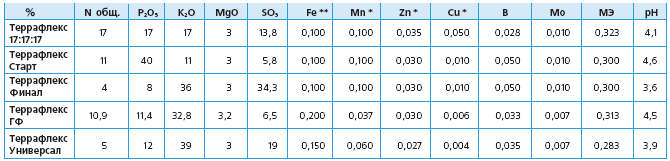 % N общ. P₂O₅ K₂O MgO SO₃ Fe ** Mn * Zn * Cu * B Mo МЭ pH
Террафлекс
17:17:17 17 17 17 3 13,8 0,100 0,100 0,035 0,050 0,028 0,010 0,323 4,1
Террафлекс
Старт 11 40 11 3 5,8 0,100 0,100 0,030 0,010 0,050 0,010 0,300 4,6
Террафлекс
Финал 4 8 36 3 34,3 0,100 0,100 0,030 0,010 0,050 0,010 0,300 3,6
Террафлекс
ГФ 10,9 11,4 32,8 3,2 6,5 0,200 0,037 0,030 0,006 0,033 0,007 0,313 4,5
Террафлекс
Универсал 5 12 39 3 19 0,150 0,060 0,027 0,004 0,035 0,007 0,283 3,9